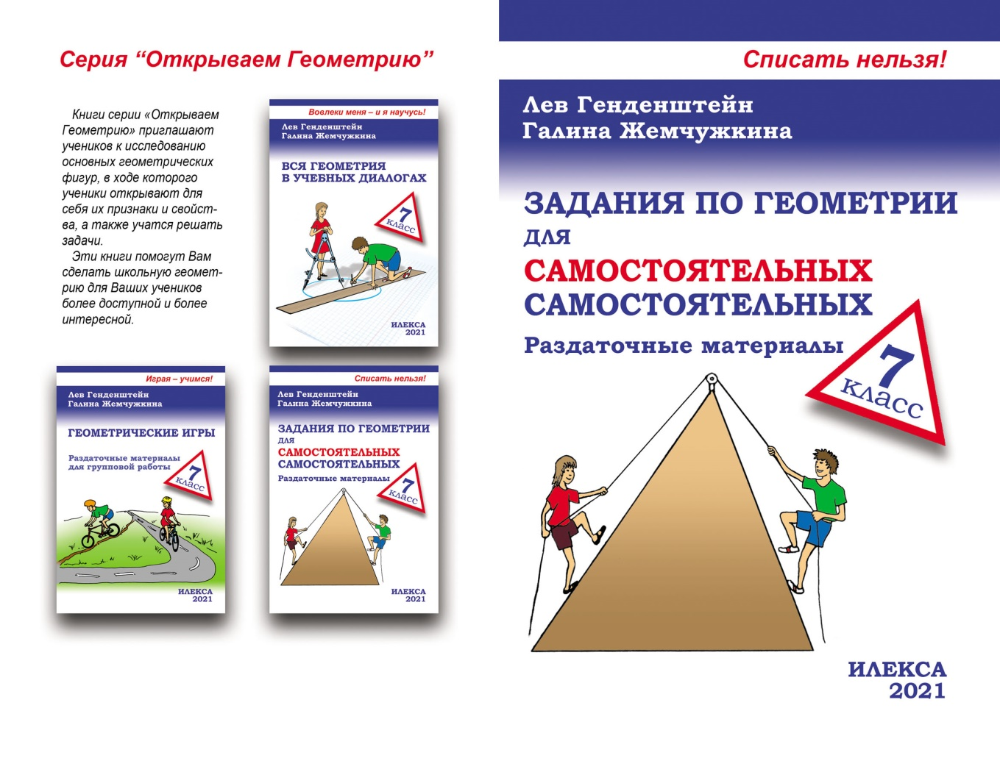 Серия “Открываем Геометрию”
Книги серии «Открываем
Геометрию» приглашают
учеников к исследованию
основных геометрических
фигур, в ходе которого
ученики открывают для
себя их признаки и свойст-
ва, а также учатся решать
задачи.
Эти книги помогут Вам
сделать школьную геомет-
рию для Ваших учеников
более доступной и более
интересной.
Вовлеки меня – и я научусь!
Лев Генденштейн
Галина Жемчужкина
ВСЯ ГЕОМЕТРИЯ
В УЧЕБНЫХ ДИАЛОГАХ
7
класс
ИЛЕКСА
2021
Играя – учимся!
Лев Генденштейн
Галина Жемчужкина
ГЕОМЕТРИЧЕСКИЕ ИГРЫ
Раздаточные материалы
для групповой работы
7
класс
ИЛЕКСА
2021
Списать нельзя!
Лев Генденштейн
Галина Жемчужкина
ЗАДАНИЯ ПО ГЕОМЕТРИИ
ДЛЯ
САМОСТОЯТЕЛЬНЫХ
САМОСТОЯТЕЛЬНЫХ
Раздаточные материалы
7
класс
ИЛЕКСА
2021
Списать нельзя!
Лев Генденштейн
Галина Жемчужкина
ЗАДАНИЯ ПО ГЕОМЕТРИИ
ДЛЯ
САМОСТОЯТЕЛЬНЫХ
САМОСТОЯТЕЛЬНЫХ
Раздаточные материалы
7
класс
ИЛЕКСА
2021